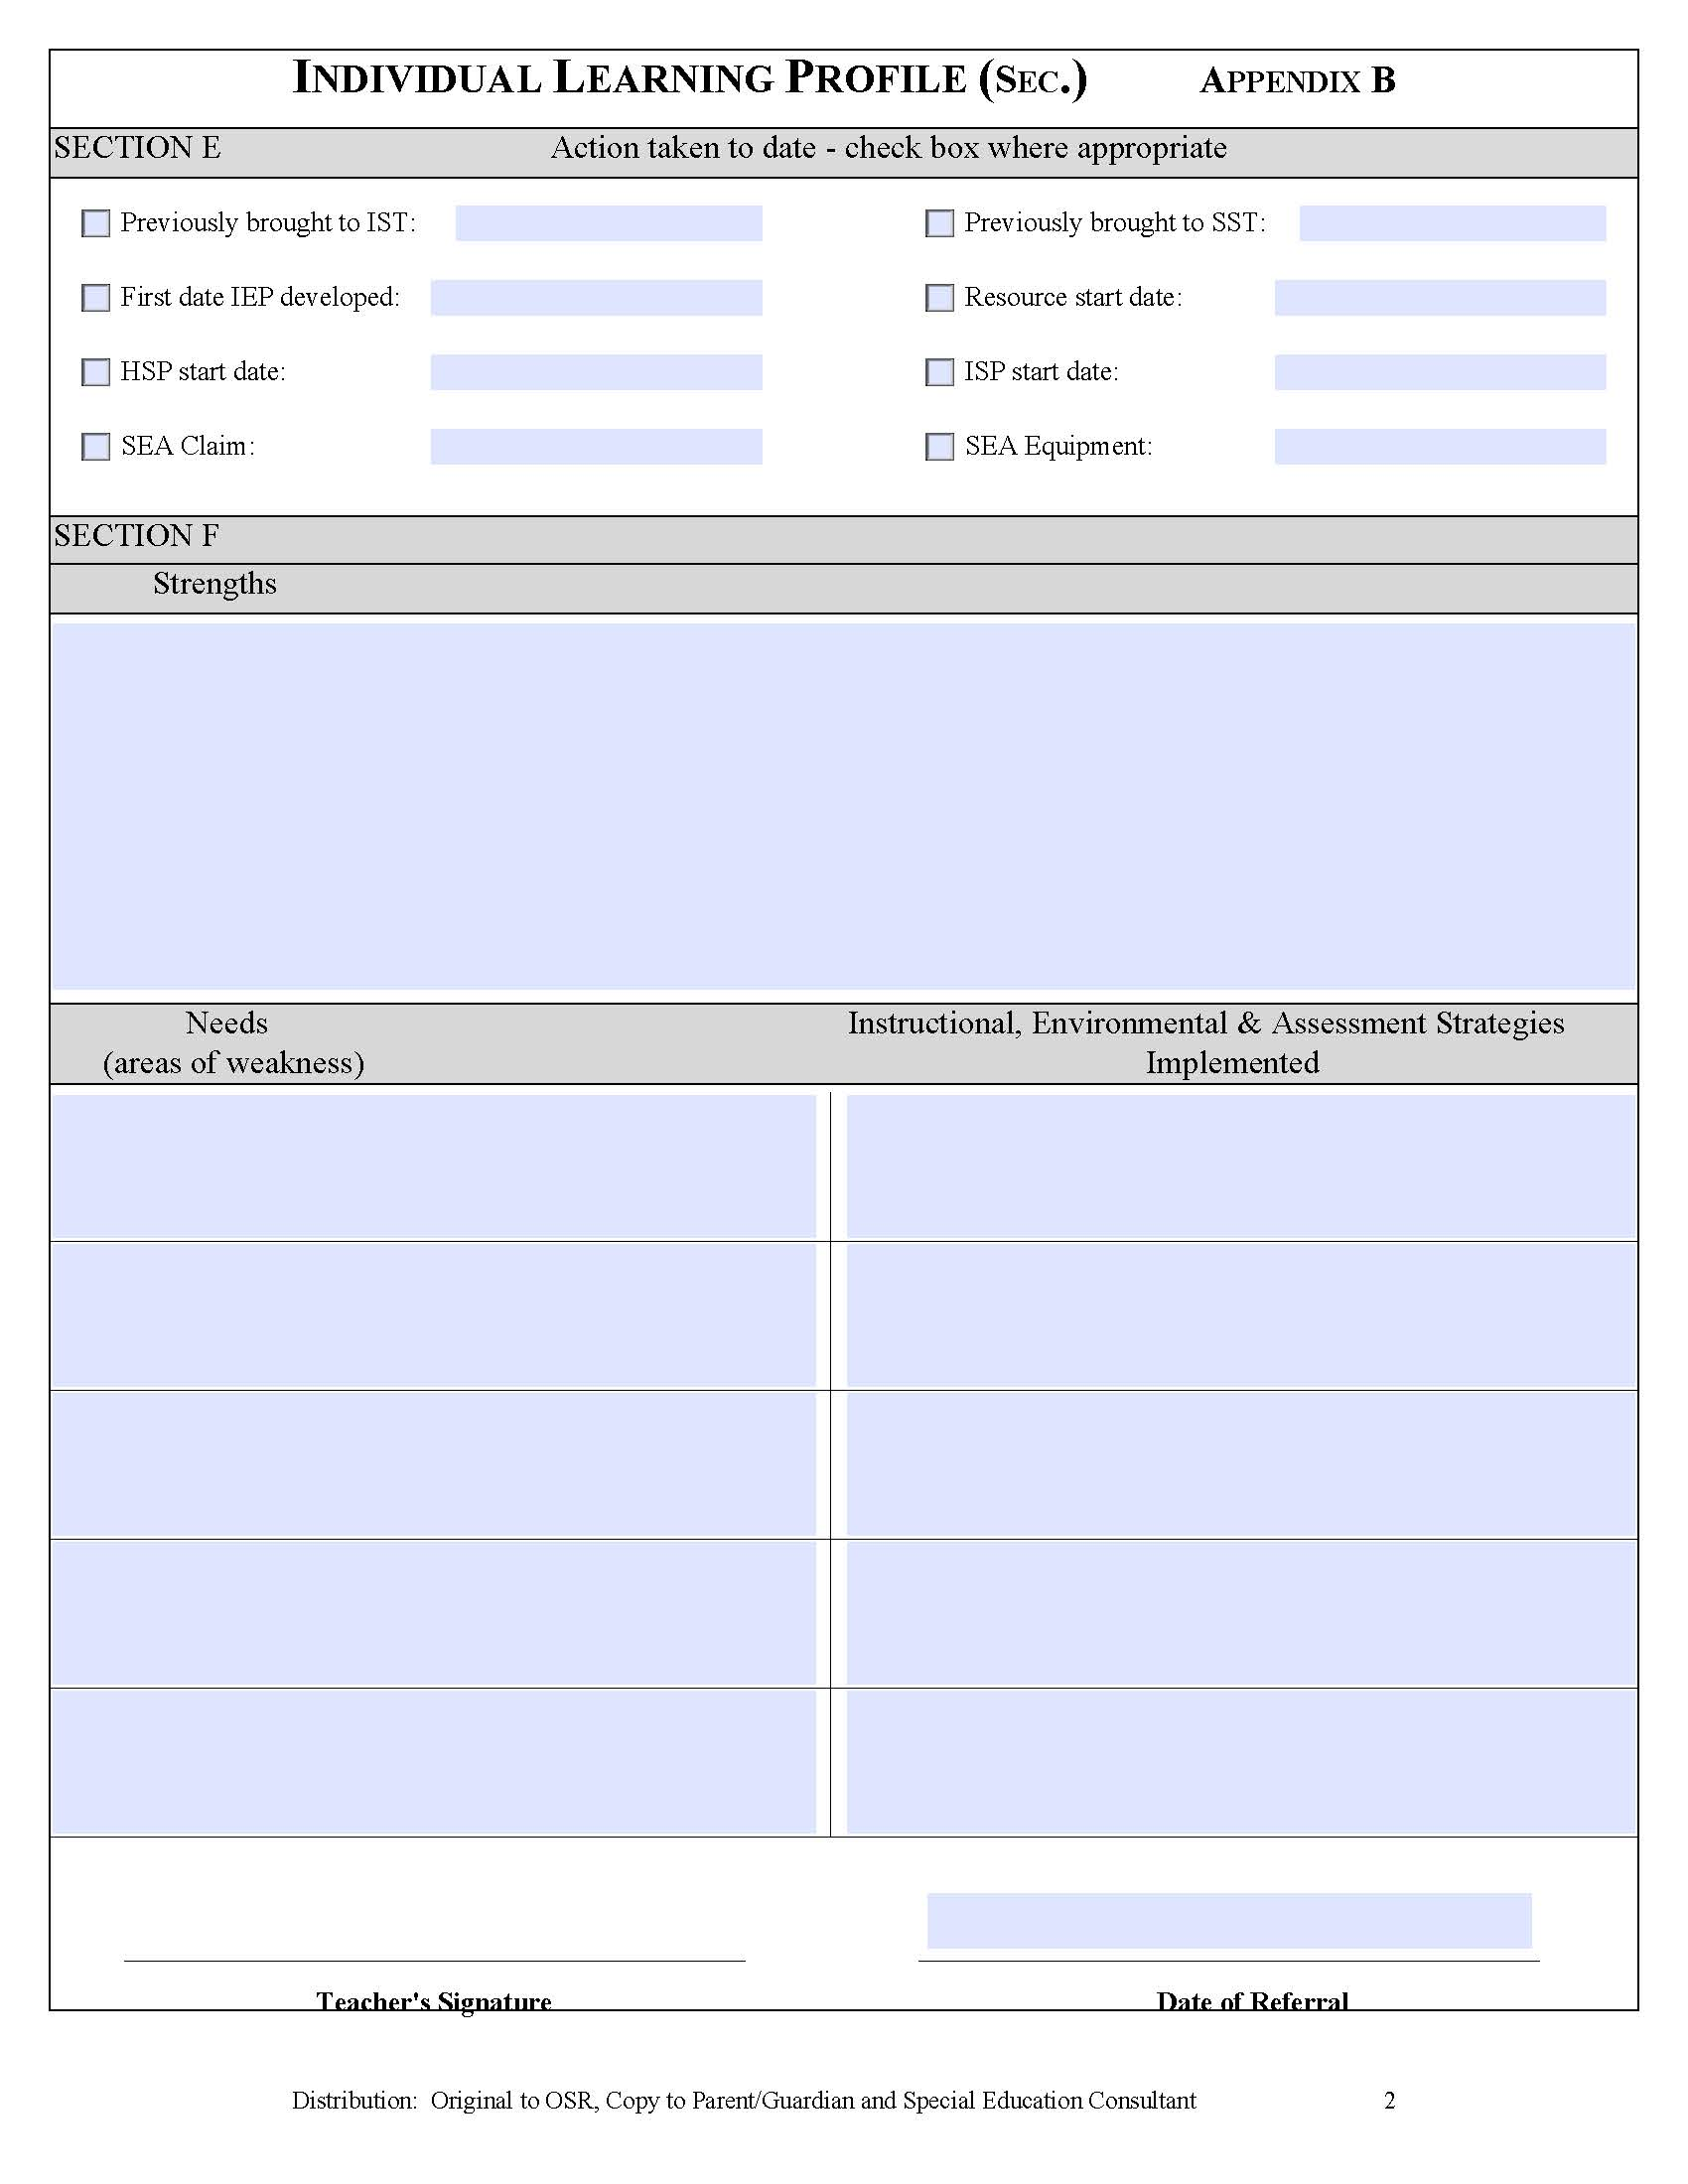 INDIVIDUAL LEARNING PROFILE (SEC.) APPENDIX B
SECTION E Action taken to date - check box where appropriate
Previously brought to IST: Previously brought to SST:
First date IEP developed: Resource start date:
HSP start date: ISP start date:
SEA Claim: SEA Equipment:
SECTION F
Strengths
Needs Instructional, Environmental & Assessment Strategies
(areas of weakness) Implemented
Teacher's Signature Date of Referral
Distribution: Original to OSR, Copy to Parent/Guardian and Special Education Consultant 2